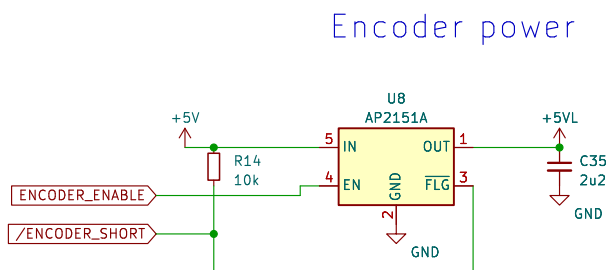 Encoder power
U8
AP2151A
+5V
+5VL
5 IN OUT 1
R14
10k
C35
2u2
4 EN GND FLG 3
ENCODER_ENABLE
2
GND
/ENCODER_SHORT
GND